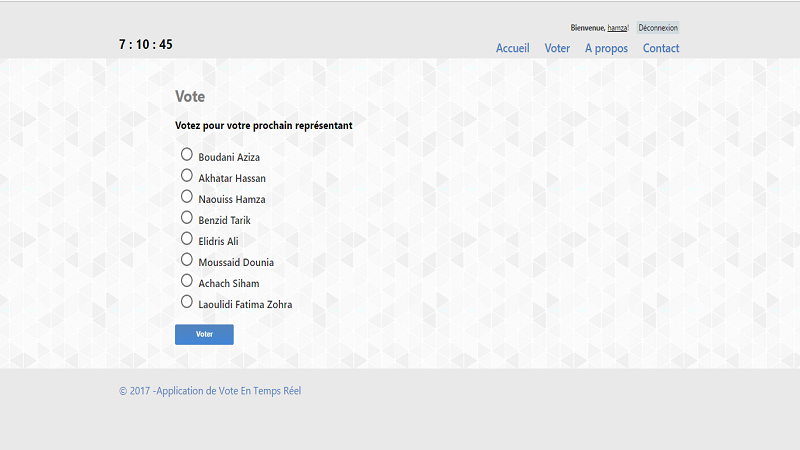 Bienvenue, hamza! Déconnexion
7 : 10 : 45
Accueil Voter A propos Contact
Vote
Votez pour votre prochain représentant
Boudani Aziza
Akhatar Hassan
Naouiss Hamza
Benzid Tarik
Elidris Ali
Moussaid Dounia
Achach Siham
Laoulidi Fatima Zohra
Voter
© 2017 -Application de Vote En Temps Réel